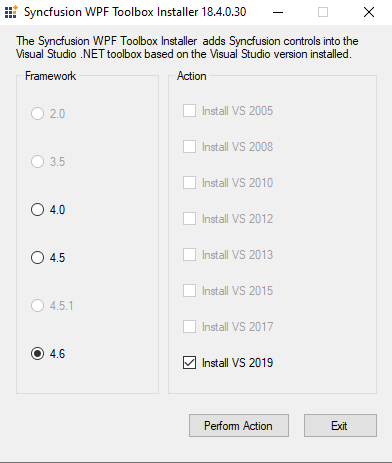 Syncfusion WPF Toolbox Installer 18.4.0.30
The Syncfusion WPF Toolbox Installer adds Syncfusion controls into the
Visual Studio .NET toolbox based on the Visual Studio version installed.
Framework
2.0
3.5
4.0
4.5
4.5.1
4.6
Action
Install VS 2005
Install VS 2008
Install VS 2010
Install VS 2012
Install VS 2013
Install VS 2015
Install VS 2017
Install VS 2019
Perform Action
Exit